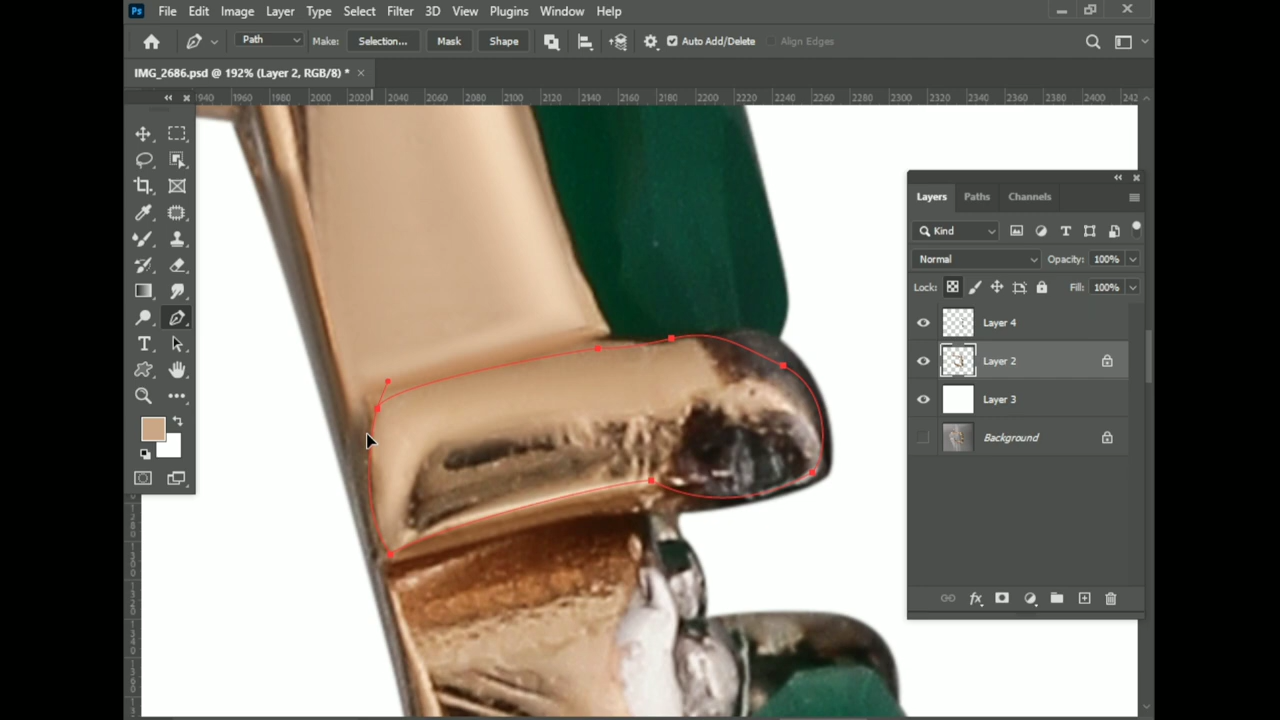 Ps File Edit Image Layer Type Select Filter 3D View Plugins Window Help
Path Make: Selection... Mask Shape Auto Add/Delete Align Edges
IMG_2686.psd @ 192% (Layer 2, RGB/8) *
1940 1960 1980 2000 2020 2040 2060 2080 2100 2120 2140 2160 2180 2200 2220 2240 2260 2300 2320 2340 2360 2380 2400 242
Layers Paths Channels
Kind
Normal Opacity: 100%
Lock: Fill: 100%
Layer 4
Layer 2
Layer 3
Background
fx